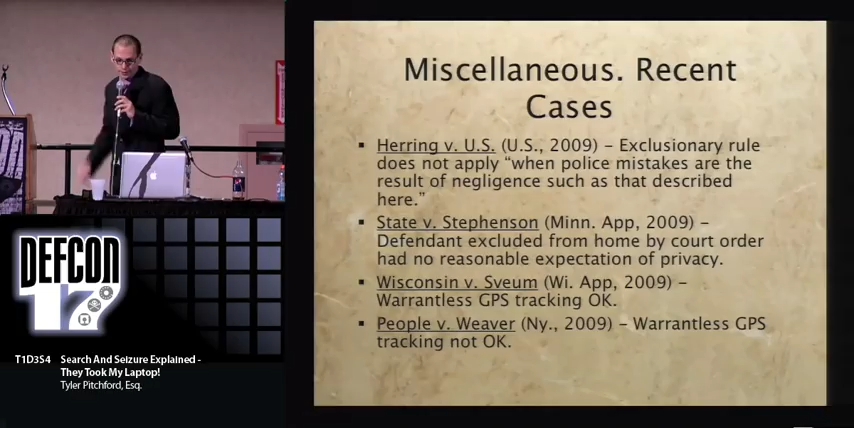 Miscellaneous. Recent
Cases
▪ Herring v. U.S. (U.S., 2009) – Exclusionary rule
does not apply “when police mistakes are the
result of negligence such as that described
here.”
▪ State v. Stephenson (Minn. App, 2009) –
Defendant excluded from home by court order
had no reasonable expectation of privacy.
▪ Wisconsin v. Sveum (Wi. App, 2009) –
Warrantless GPS tracking OK.
▪ People v. Weaver (Ny., 2009) – Warrantless GPS
tracking not OK.
DEFCON
17
T1D3S4 Search And Seizure Explained -
They Took My Laptop!
Tyler Pitchford, Esq.